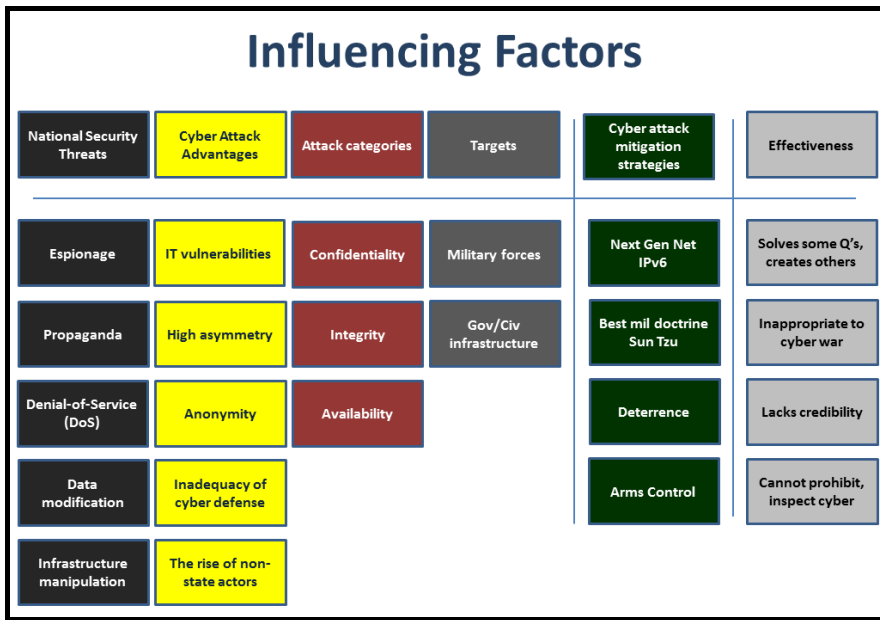 Influencing Factors
National Security
Threats
Cyber Attack
Advantages
Attack categories
Targets
Cyber attack
mitigation
strategies
Effectiveness
Espionage
IT vulnerabilities
Confidentiality
Military forces
Next Gen Net
IPv6
Solves some Q's,
creates others
Propaganda
High asymmetry
Integrity
Gov/Civ
infrastructure
Best mil doctrine
Sun Tzu
Inappropriate to
cyber war
Denial-of-Service
(DoS)
Anonymity
Availability
Deterrence
Lacks credibility
Data
modification
Inadequacy of
cyber defense
Arms Control
Cannot prohibit,
inspect cyber
Infrastructure
manipulation
The rise of non-
state actors